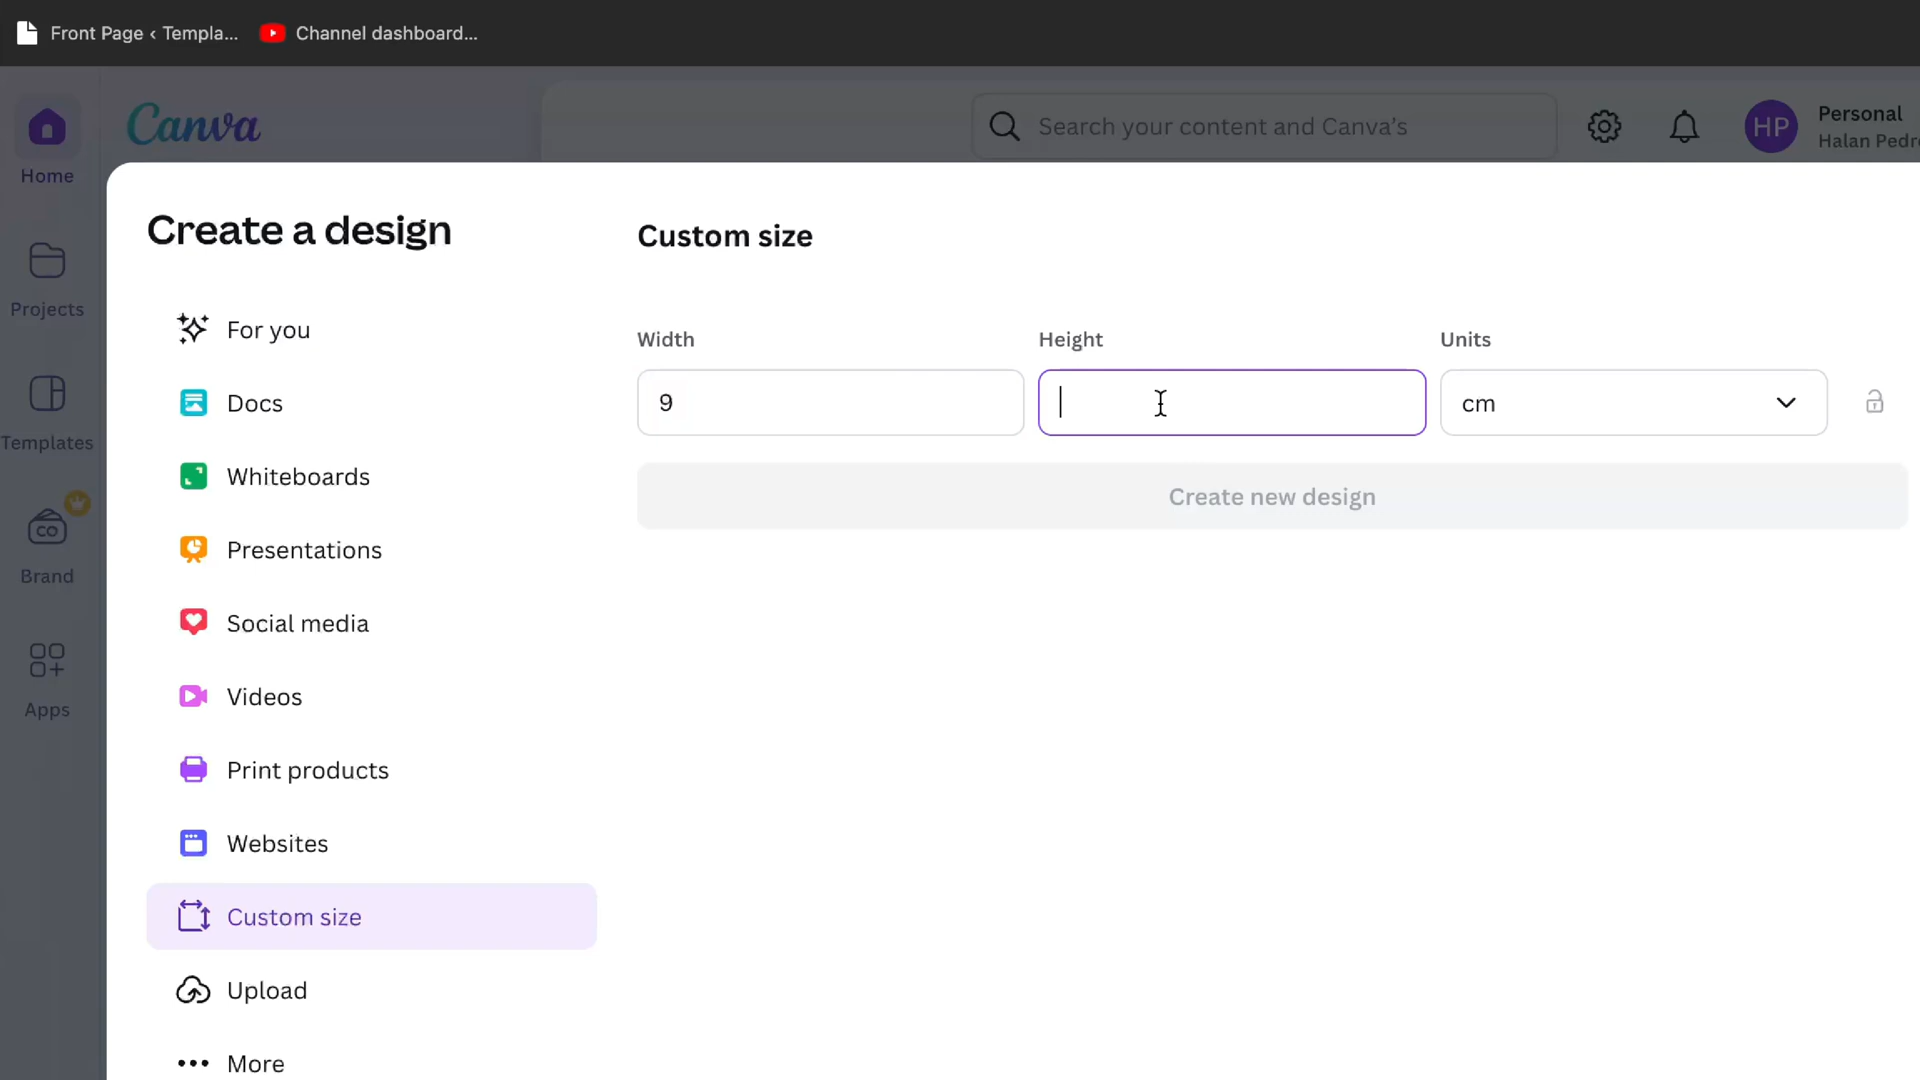 Front Page ‹ Templa...
Channel dashboard...
Canva
Search your content and Canva's
HP
Personal
Halan Pedr
Home
Projects
Templates
CO
Brand
Apps
Create a design
For you
Docs
Whiteboards
Presentations
Social media
Videos
Print products
Websites
Custom size
Upload
More
Custom size
Width
Height
Units
9
cm
Create new design